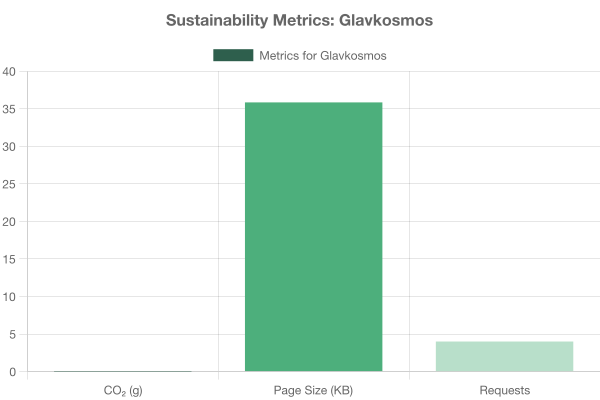 Sustainability Metrics: Glavkosmos
Metrics for Glavkosmos
40
35
30
25
20
15
10
5
0
CO₂ (g)
Page Size (KB)
Requests